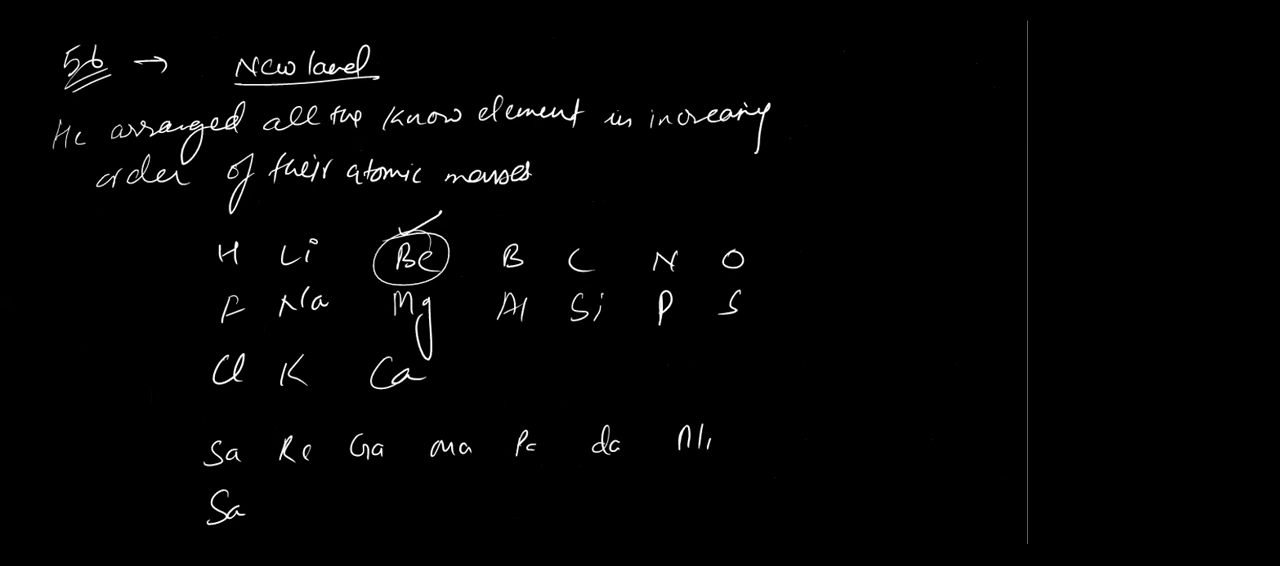 56 → New land
He arranged all the know element in increasing
order of their atomic masses
H Li Be B C N O
F Na Mg Al Si P S
Cl K Ca
Sa Re Ga ma Pa da Ni
Sa